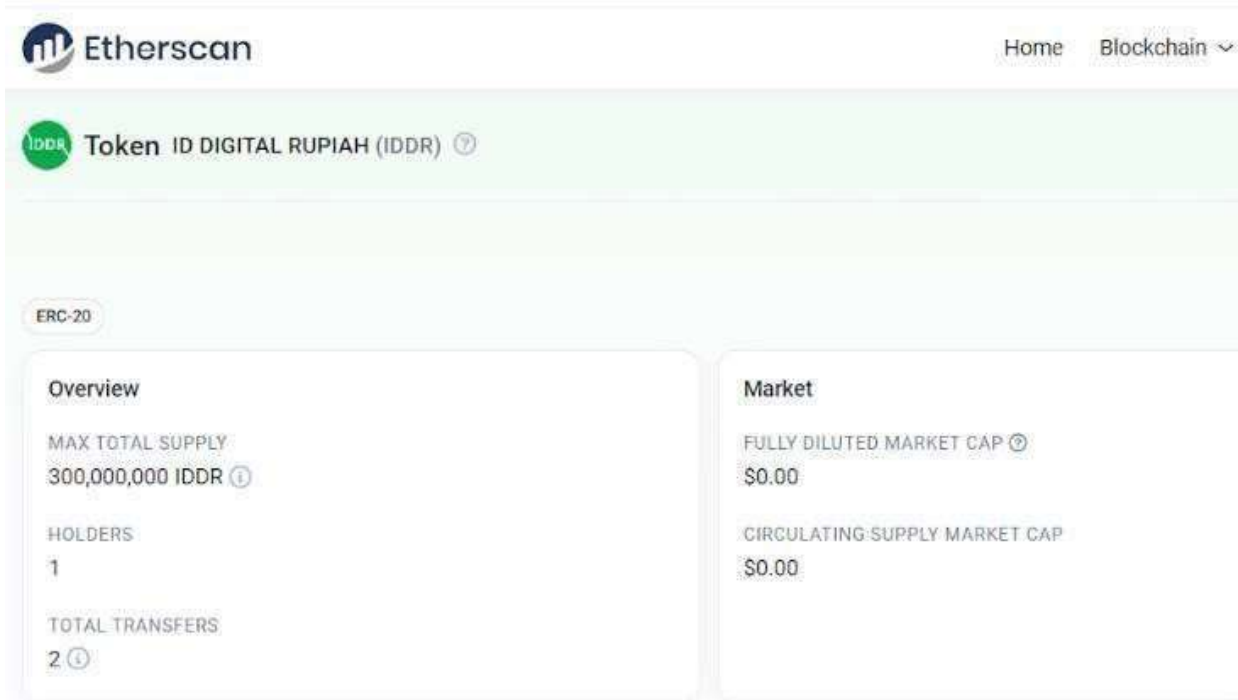 Etherscan
Home Blockchain
IDDR Token ID DIGITAL RUPIAH (IDDR)
ERC-20
Overview
MAX TOTAL SUPPLY
300,000,000 IDDR
HOLDERS
1
TOTAL TRANSFERS
2
Market
FULLY DILUTED MARKET CAP
$0.00
CIRCULATING SUPPLY MARKET CAP
$0.00